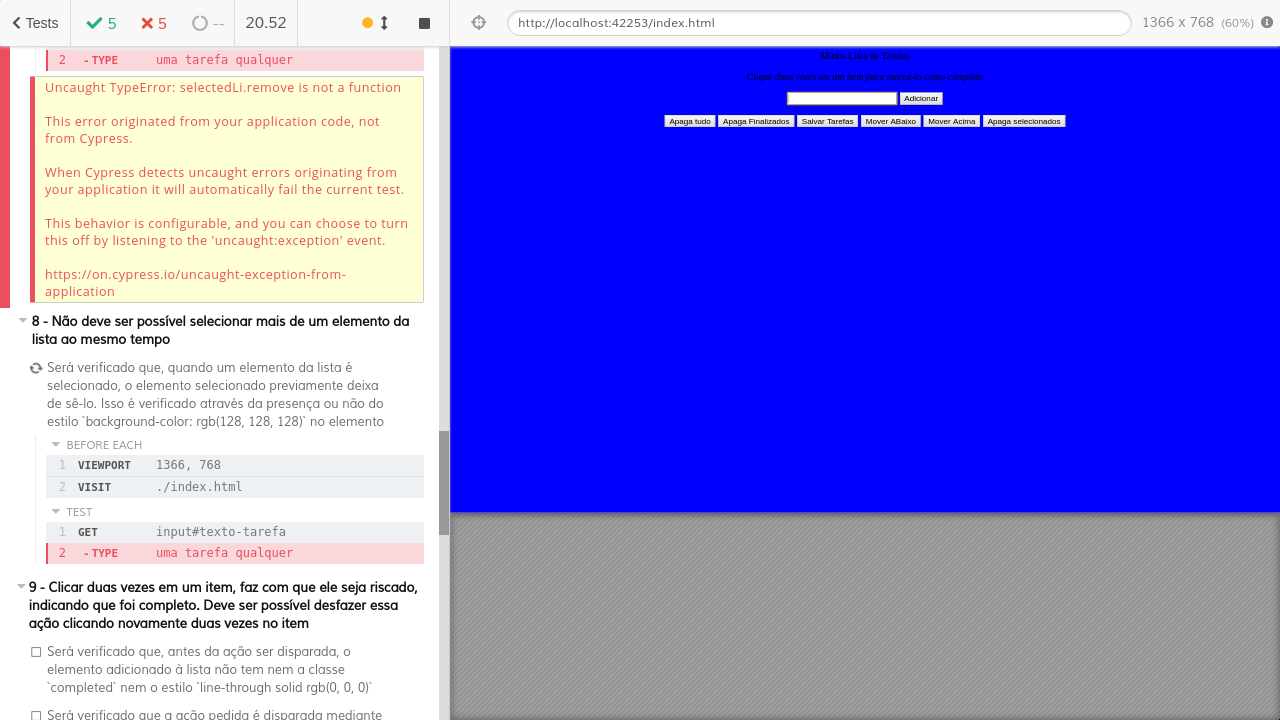 Tests
5
5
--
20.52
http://localhost:42253/index.html
1366 x 768 (60%)
2 - TYPE uma tarefa qualquer
Uncaught TypeError: selectedLi.remove is not a function
This error originated from your application code, not
from Cypress.
When Cypress detects uncaught errors originating from
your application it will automatically fail the current test.
This behavior is configurable, and you can choose to turn
this off by listening to the 'uncaught:exception' event.
https://on.cypress.io/uncaught-exception-from-
application
8 - Não deve ser possível selecionar mais de um elemento da
lista ao mesmo tempo
Será verificado que, quando um elemento da lista é
selecionado, o elemento selecionado previamente deixa
de sê-lo. Isso é verificado através da presença ou não do
estilo `background-color: rgb(128, 128, 128)` no elemento
BEFORE EACH
1 VIEWPORT 1366, 768
2 VISIT ./index.html
TEST
1 GET input#texto-tarefa
2 - TYPE uma tarefa qualquer
9 - Clicar duas vezes em um item, faz com que ele seja riscado,
indicando que foi completo. Deve ser possível desfazer essa
ação clicando novamente duas vezes no item
Será verificado que, antes da ação ser disparada, o
elemento adicionado à lista não tem nem a classe
`completed` nem o estilo `line-through solid rgb(0, 0, 0)`
Será verificado que a ação pedida é disparada mediante
Minha Lista de Tarefas
Clique duas vezes em um item para marcá-lo como completo
Adicionar
Apaga tudo Apaga Finalizados Salvar Tarefas Mover ABaixo Mover Acima Apaga selecionados